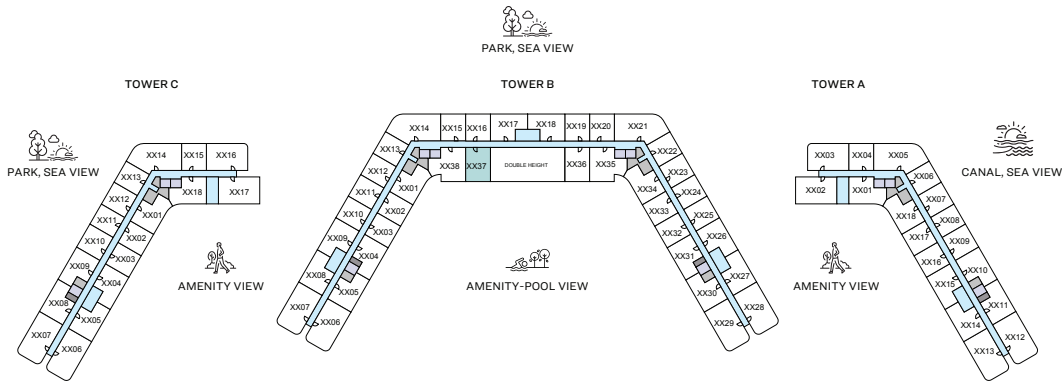 PARK, SEA VIEW
TOWER C
TOWER B
TOWER A
PARK, SEA VIEW
CANAL, SEA VIEW
AMENITY VIEW
AMENITY-POOL VIEW
AMENITY VIEW
XX14 XX15 XX16
XX13
XX18 XX17
XX12
XX01
XX11
XX02
XX10
XX03
XX09
XX04
XX08
XX05
XX07
XX06
XX14 XX15 XX16 XX17 XX18 XX19 XX20 XX21
XX13
XX38 XX37 DOUBLE HEIGHT XX36 XX35
XX22
XX12
XX01
XX34
XX23
XX11
XX02
XX33
XX24
XX10
XX03
XX32
XX25
XX09
XX04
XX31
XX26
XX08
XX05
XX30
XX27
XX07
XX06
XX29
XX28
XX03 XX04 XX05
XX02 XX01
XX06
XX18
XX07
XX17
XX08
XX16
XX09
XX15
XX10
XX14
XX11
XX13
XX12